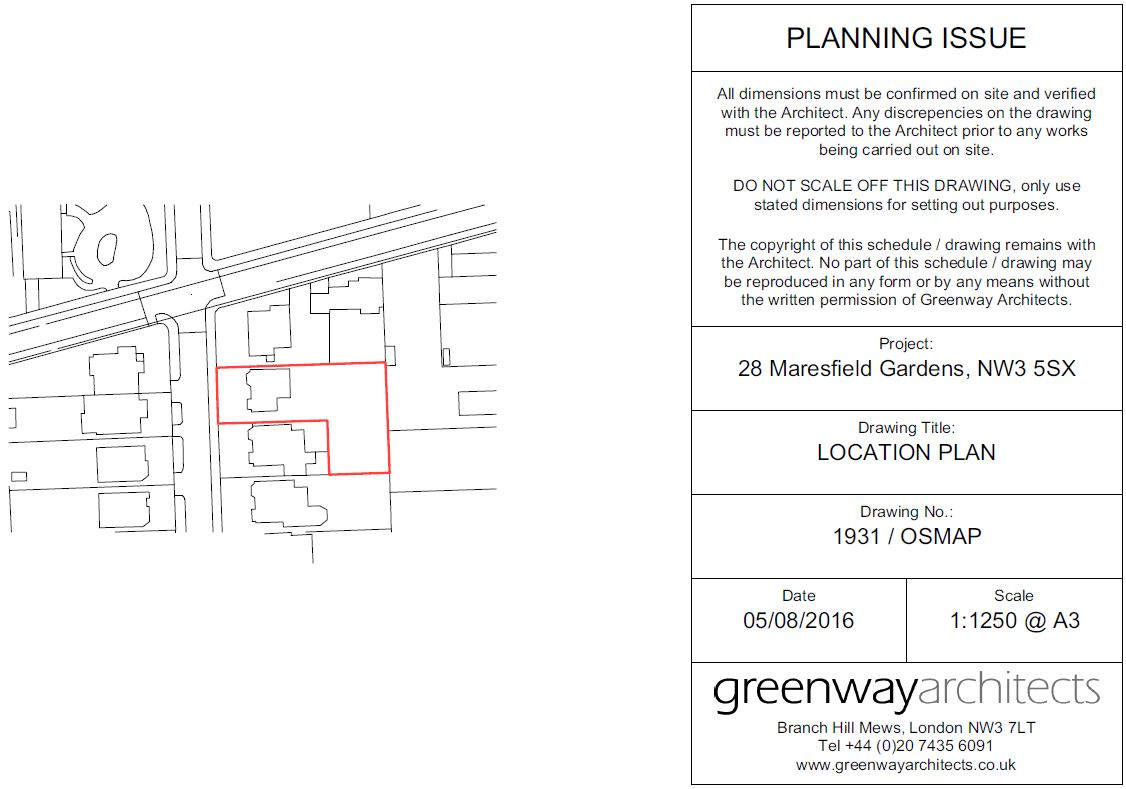 PLANNING ISSUE
All dimensions must be confirmed on site and verified
with the Architect. Any discrepencies on the drawing
must be reported to the Architect prior to any works
being carried out on site.
DO NOT SCALE OFF THIS DRAWING, only use
stated dimensions for setting out purposes.
The copyright of this schedule / drawing remains with
the Architect. No part of this schedule / drawing may
be reproduced in any form or by any means without
the written permission of Greenway Architects.
Project:
28 Maresfield Gardens, NW3 5SX
Drawing Title:
LOCATION PLAN
Drawing No.:
1931 / OSMAP
Date
05/08/2016
Scale
1:1250 @ A3
greenwayarchitects
Branch Hill Mews, London NW3 7LT
Tel +44 (0)20 7435 6091
www.greenwayarchitects.co.uk